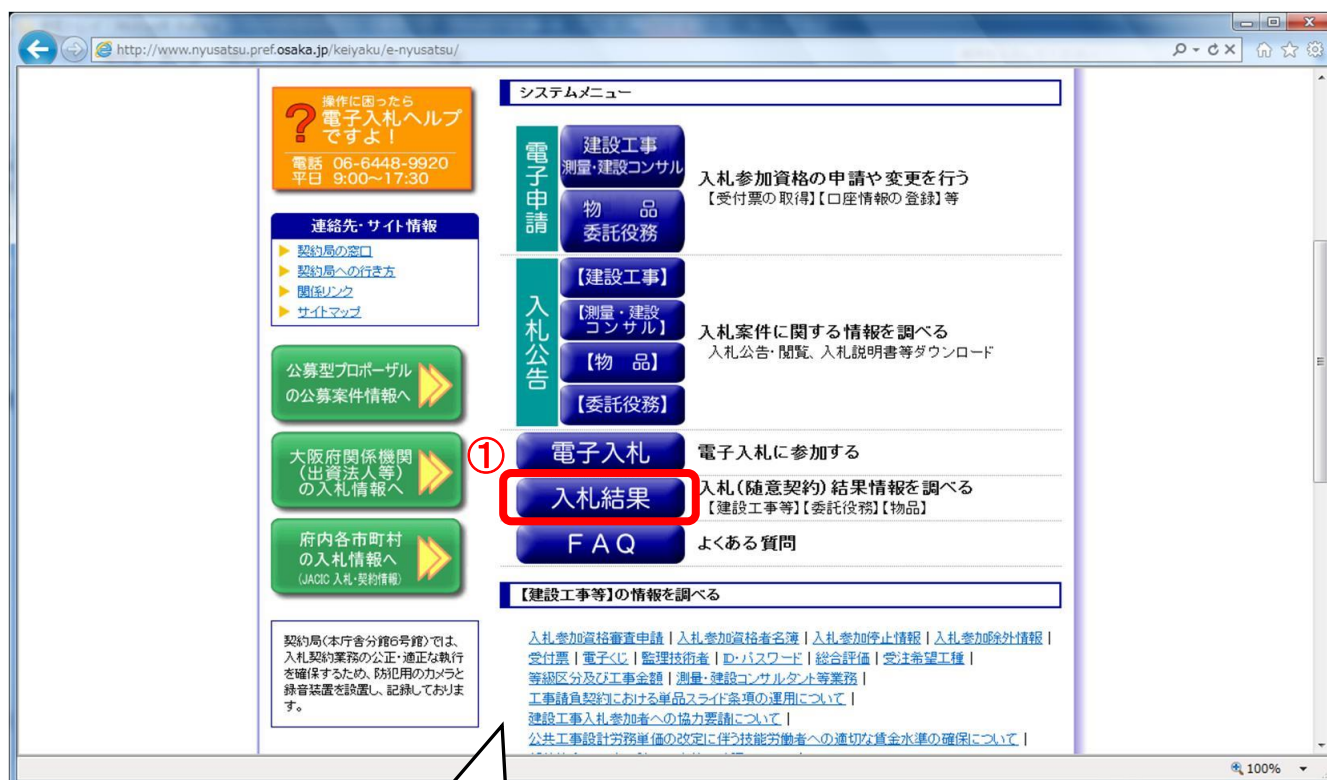 http://www.nyusatsu.pref.osaka.jp/keiyaku/e-nyusatsu/
操作に困ったら
?電子入札ヘルプ
ですよ!
電話 06-6448-9920
平日 9:00～17:30
連絡先・サイト情報
契約局の窓口
契約局への行き方
関係リンク
サイトマップ
公募型プロポーザル
の公募案件情報へ
大阪府関係機関
(出資法人等)
の入札情報へ
府内各市町村
の入札情報へ
(JACIC 入札・契約情報)
契約局(本庁舎分館6号館)では、
入札契約業務の公正・適正な執行
を確保するため、防犯用のカメラと
録音装置を設置し、記録しておりま
す。
システムメニュー
電子申請
建設工事
測量・建設コンサル
物 品
委託役務
入札参加資格の申請や変更を行う
【受付票の取得】【口座情報の登録】等
入札公告
【建設工事】
【測量・建設
コンサル】
【物 品】
【委託役務】
入札案件に関する情報を調べる
入札公告・閲覧、入札説明書等ダウンロード
①
電子入札
電子入札に参加する
入札結果
入札(随意契約)結果情報を調べる
【建設工事等】【委託役務】【物品】
FAQ
よくある質問
【建設工事等】の情報を調べる
入札参加資格審査申請 | 入札参加資格者名簿 | 入札参加停止情報 | 入札参加除外情報 |
受付票 | 電子くじ | 監理技術者 | ID・パスワード | 総合評価 | 受注希望工種 |
等級区分及び工事金額 | 測量・建設コンサルタント等業務 |
工事請負契約における単品スライド条項の運用について |
建設工事入札参加者への協力要請について |
公共工事設計労務単価の改定に伴う技能労働者への適切な賃金水準の確保について |
100%